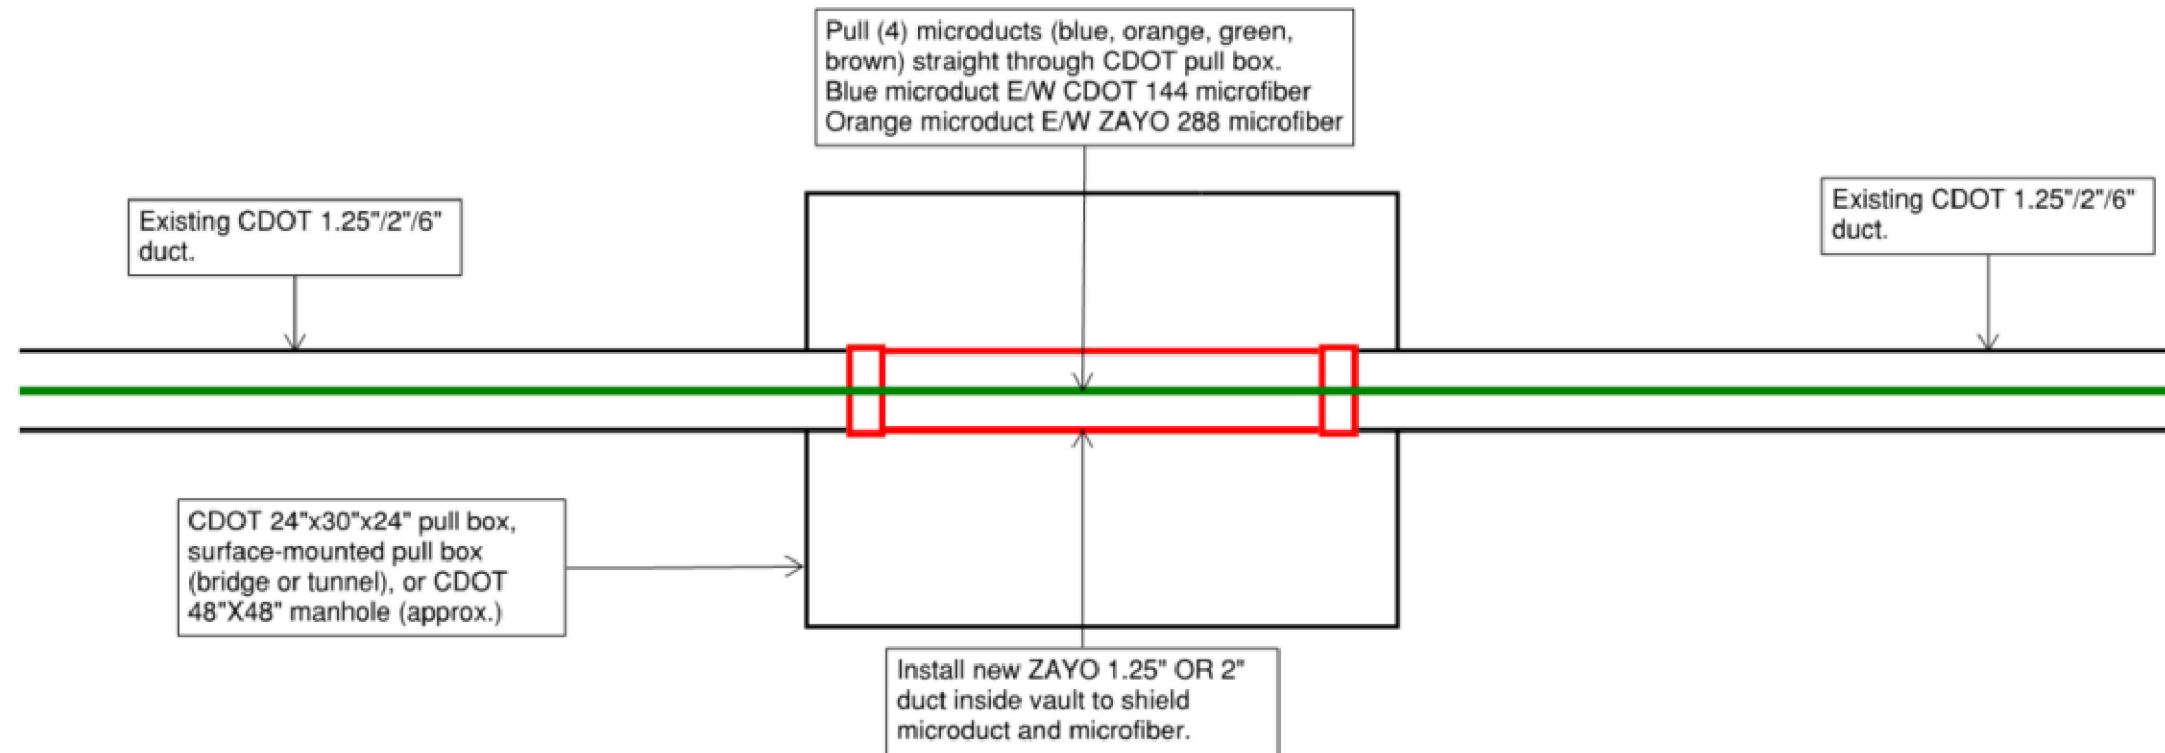 Pull (4) microducts (blue, orange, green,
brown) straight through CDOT pull box.
Blue microduct E/W CDOT 144 microfiber
Orange microduct E/W ZAYO 288 microfiber
Existing CDOT 1.25"/2"/6"
duct.
Existing CDOT 1.25"/2"/6"
duct.
CDOT 24"x30"x24" pull box,
surface-mounted pull box
(bridge or tunnel), or CDOT
48"X48" manhole (approx.)
Install new ZAYO 1.25" OR 2"
duct inside vault to shield
microduct and microfiber.